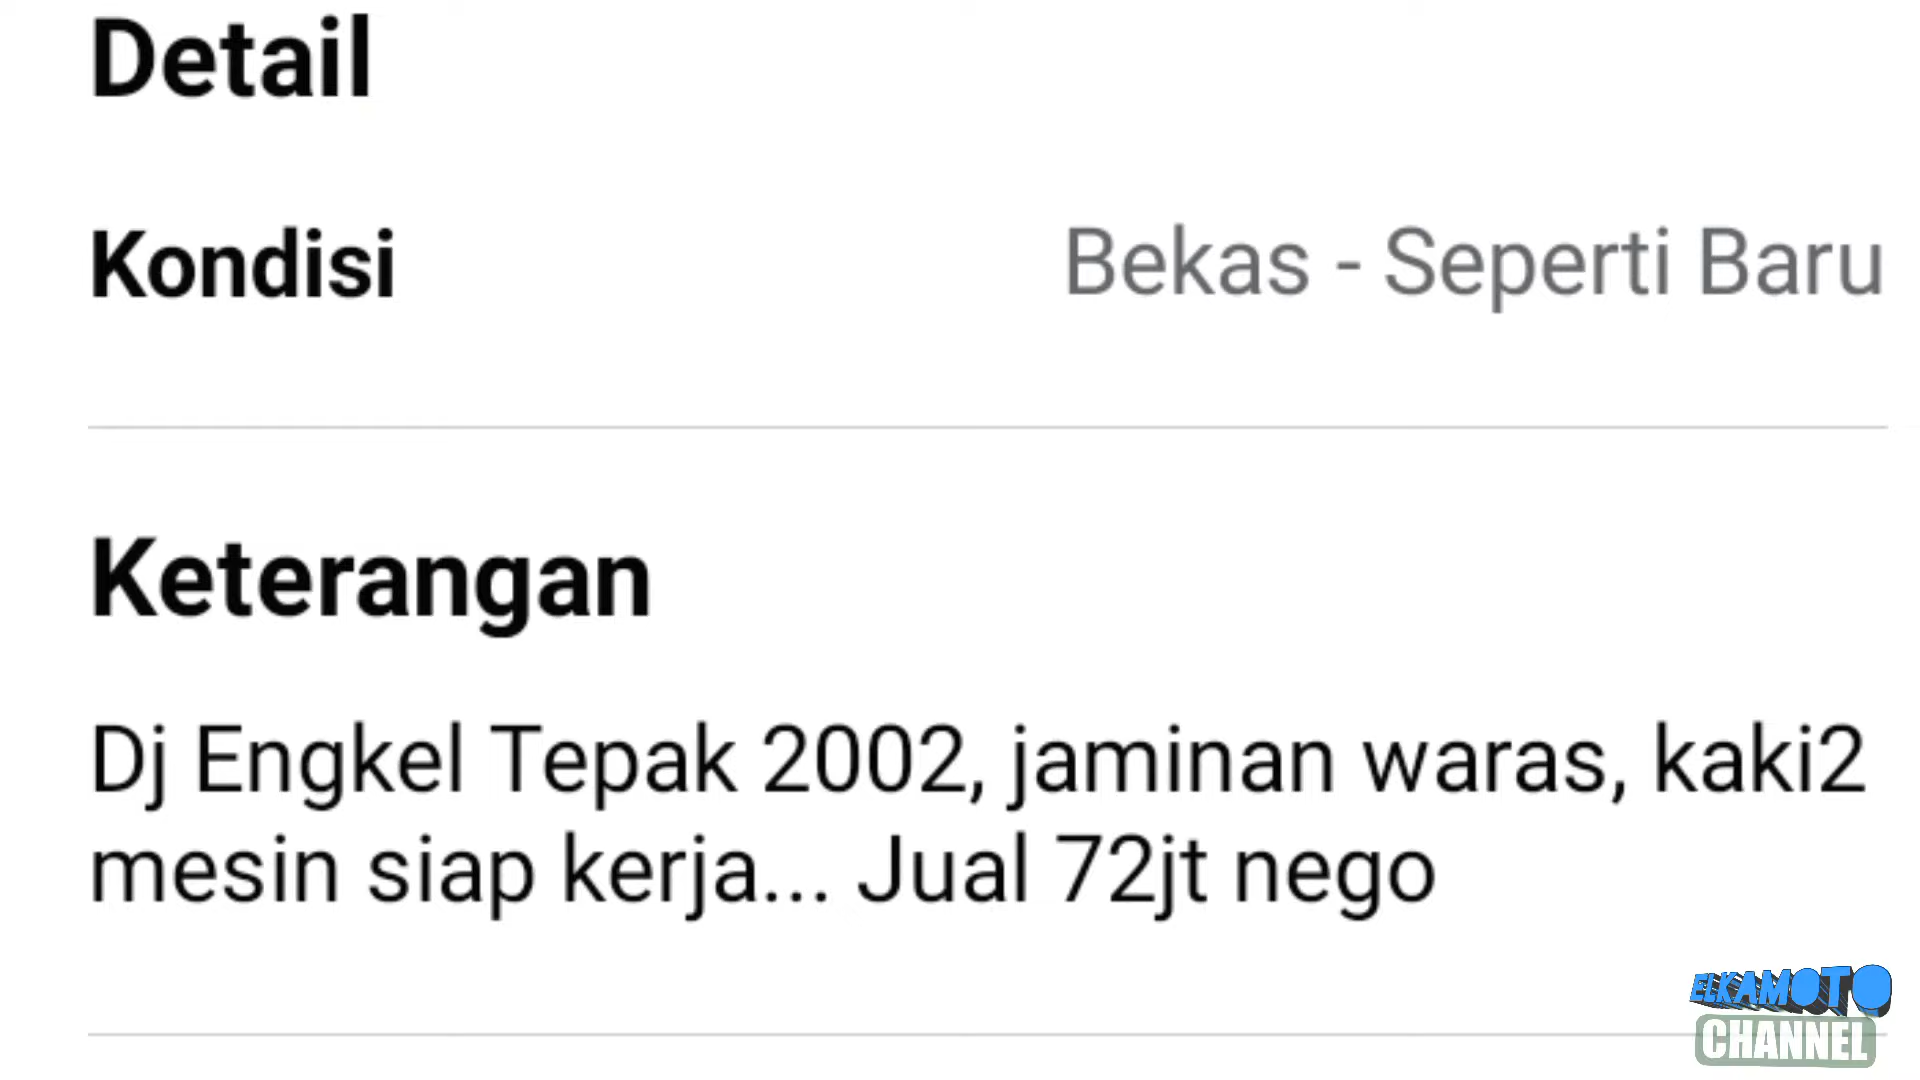 Detail
Kondisi Bekas - Seperti Baru
Keterangan
Dj Engkel Tepak 2002, jaminan waras, kaki2
mesin siap kerja... Jual 72jt nego
ELKAMOTO
CHANNEL